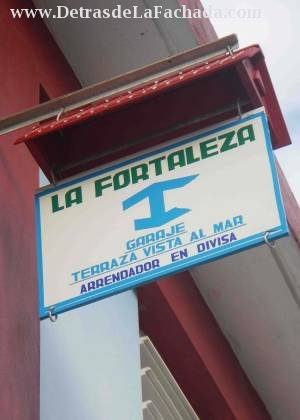 www.DetrasDeLaFachada.com
LA FORTALEZA
GARAJE
TERRAZA VISTA AL MAR
ARRENDADOR EN DIVISA